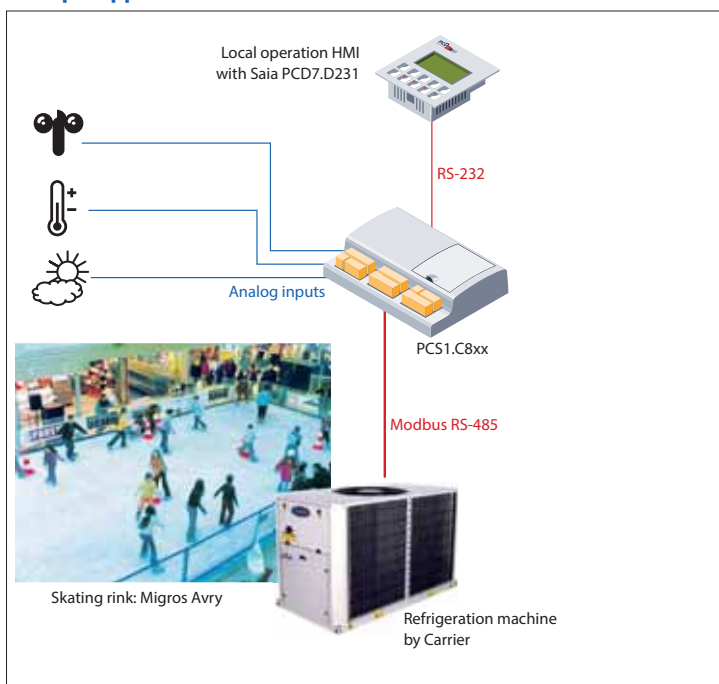 Local operation HMI
with Saia PCD7.D231
RS-232
Analog inputs
PCS1.C8xx
Modbus RS-485
Skating rink: Migros Avry
Refrigeration machine
by Carrier